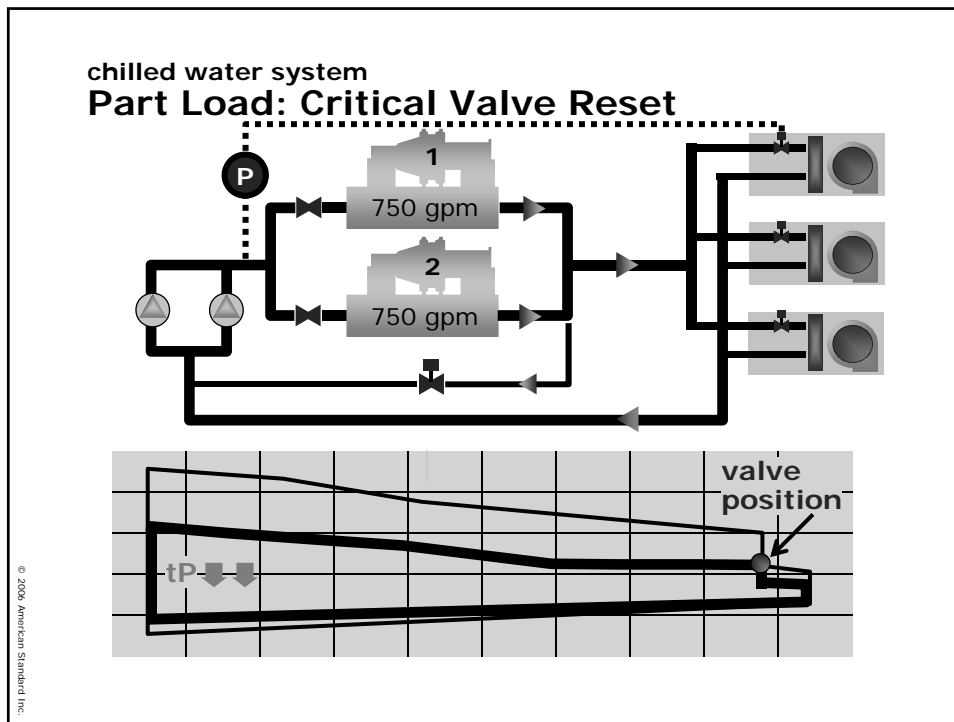 chilled water system
Part Load: Critical Valve Reset
P
1
750 gpm
2
750 gpm
valve
position
tP
© 2006 American Standard Inc.